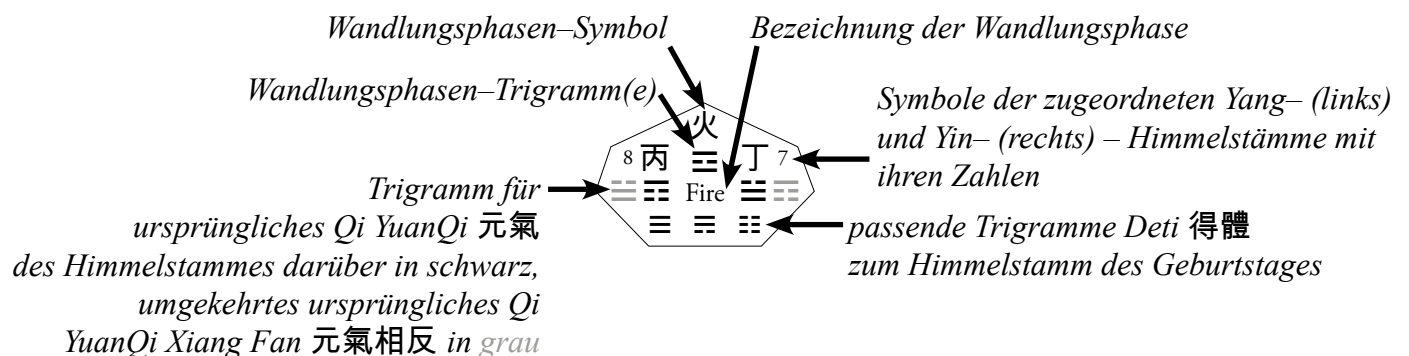 Wandlungsphasen–Symbol
Bezeichnung der Wandlungsphase
Wandlungsphasen–Trigramm(e)
Symbole der zugeordneten Yang– (links)
und Yin– (rechts) – Himmelstämme mit
ihren Zahlen
火
8 丙 ☲ 丁 7
☱ ☶ Fire ☱ ☶
☰ ☴ ☷
Trigramm für
ursprüngliches Qi YuanQi 元氣
des Himmelstammes darüber in schwarz,
umgekehrtes ursprüngliches Qi
YuanQi Xiang Fan 元氣相反 in grau
passende Trigramme Deti 得體
zum Himmelstamm des Geburtstages